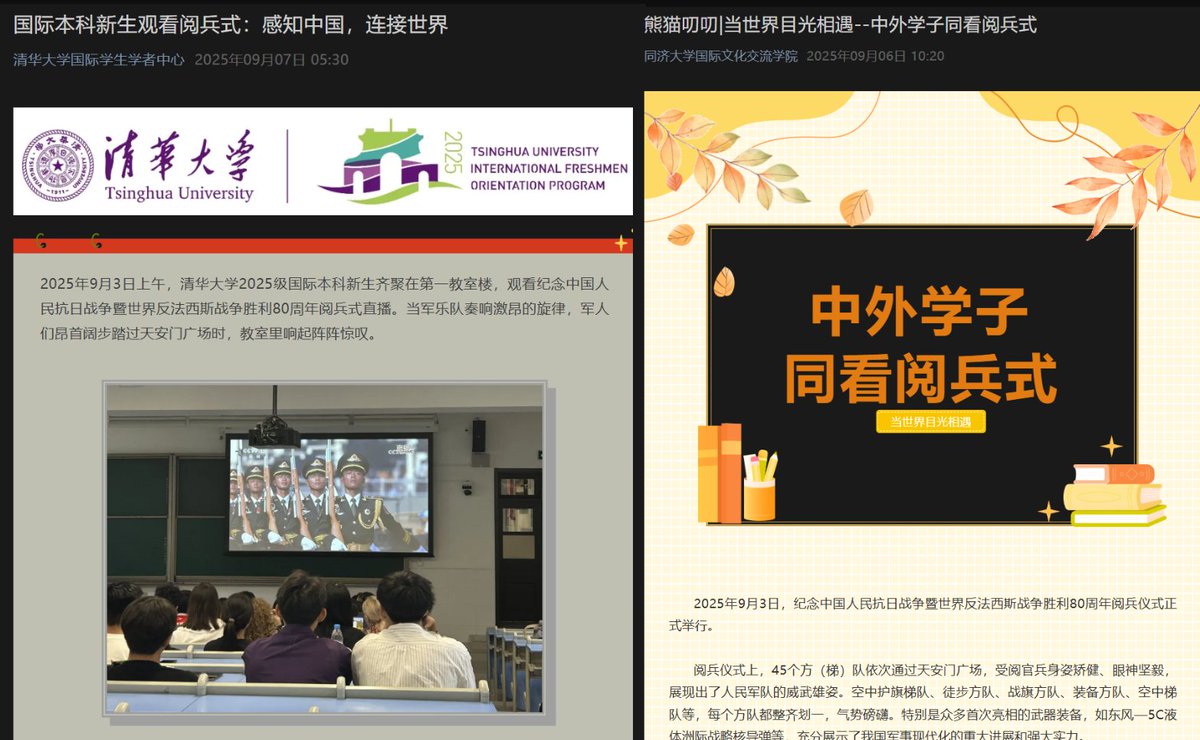 国际本科新生观看阅兵式：感知中国，连接世界
清华大学国际学生学者中心 2025年09月07日 05:30
清華大学
Tsinghua University
2025
TSINGHUA UNIVERSITY
INTERNATIONAL FRESHMEN
ORIENTATION PROGRAM
2025年9月3日上午，清华大学2025级国际本科新生齐聚在第一教室楼，观看纪念中国人
民抗日战争暨世界反法西斯战争胜利80周年阅兵式直播。当军乐队奏响激昂的旋律，军人
们昂首阔步踏过天安门广场时，教室里响起阵阵惊叹。
熊猫叨叨|当世界目光相遇--中外学子同看阅兵式
同济大学国际文化交流学院 2025年09月06日 10:20
中外学子
同看阅兵式
当世界目光相遇
2025年9月3日，纪念中国人民抗日战争暨世界反法西斯战争胜利80周年阅兵仪式正
式举行。
阅兵仪式上，45个方（梯）队依次通过天安门广场，受阅官兵身姿矫健、眼神坚毅，
展现出了人民军队的威武雄姿。空中护旗梯队、徒步方队、战旗方队、装备方队、空中梯
队等，每个方队都整齐划一，气势磅礴。特别是众多首次亮相的武器装备，如东风—5C液
体洲际战略核导弹等，充分展示了我国军事现代化的重大进展和强大实力。